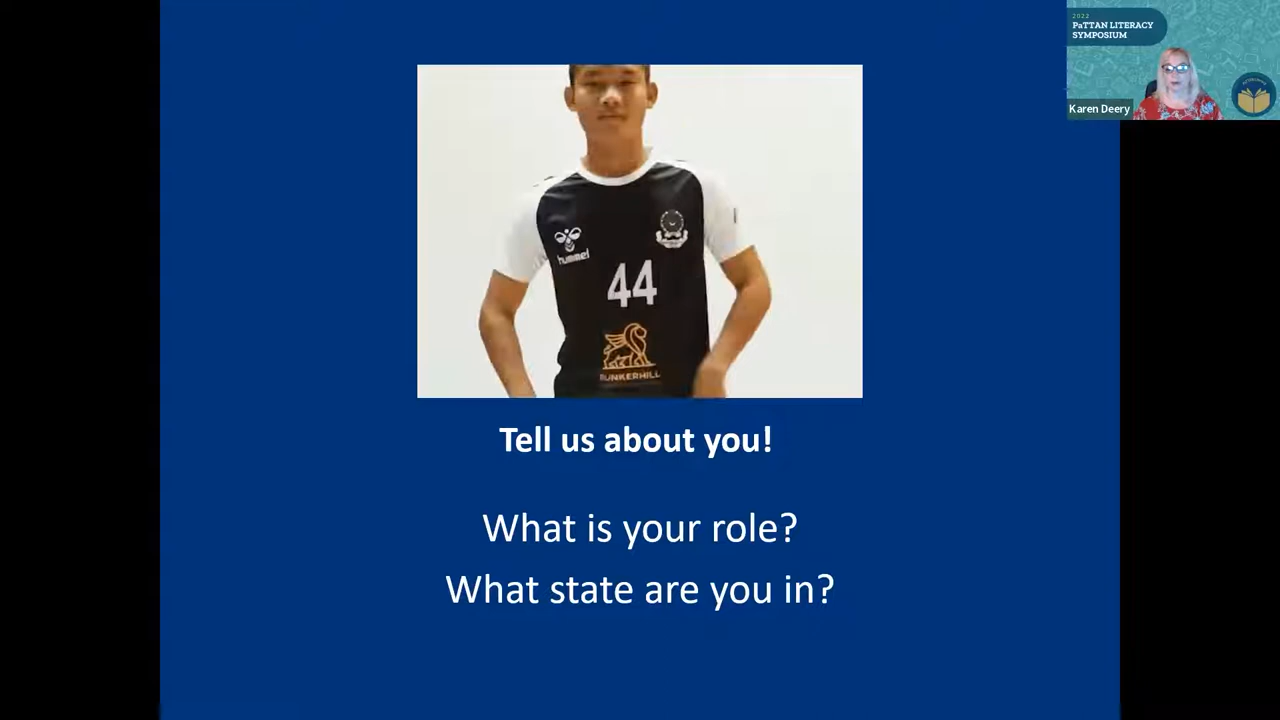 2022
PaTTAN LITERACY
SYMPOSIUM
Karen Deery
hummel
44
BUNKERHILL
Tell us about you!
What is your role?
What state are you in?